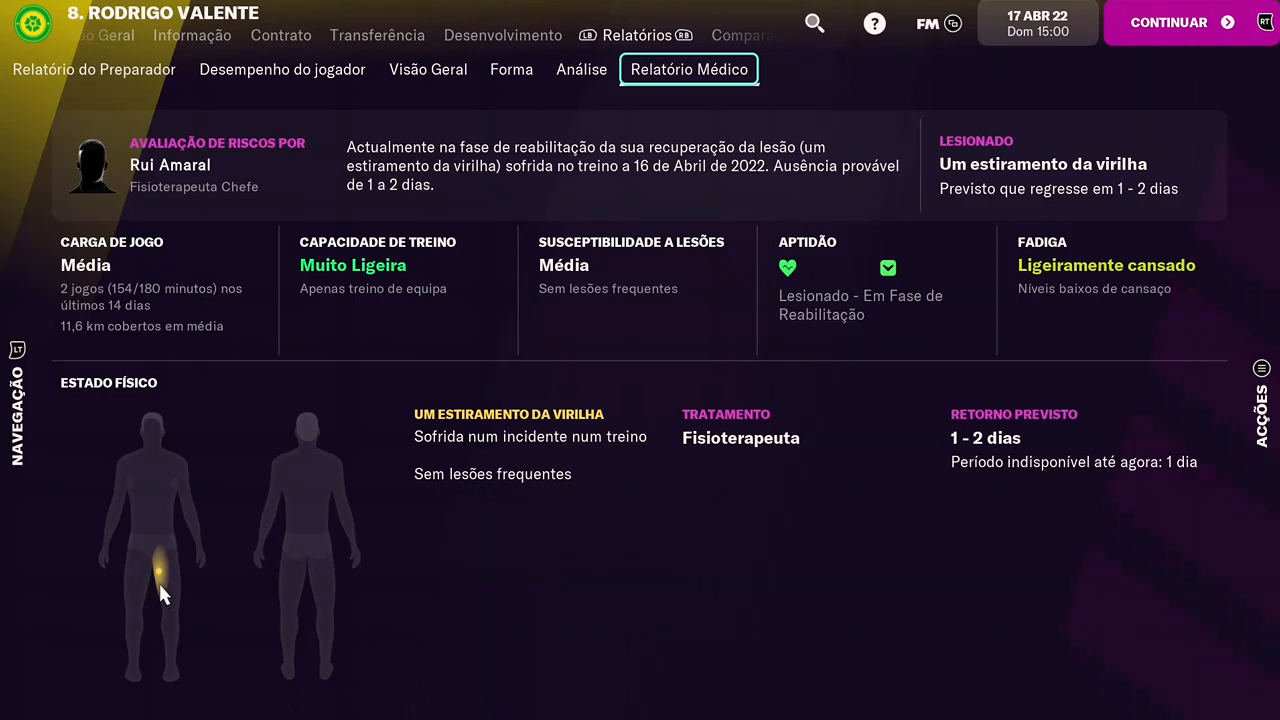 8. RODRIGO VALENTE
17 ABR 22
Dom 15:00
FM
CONTINUAR
RT
Geral Informação Contrato Transferência Desenvolvimento LB Relatórios RB
Relatório do Preparador Desempenho do jogador Visão Geral Forma Análise Relatório Médico
AVALIAÇÃO DE RISCOS POR
Rui Amaral
Fisioterapeuta Chefe
Actualmente na fase de reabilitação da sua recuperação da lesão (um
estiramento da virilha) sofrida no treino a 16 de Abril de 2022. Ausência provável
de 1 a 2 dias.
LESIONADO
Um estiramento da virilha
Previsto que regresse em 1 - 2 dias
CARGA DE JOGO
Média
2 jogos (154/180 minutos) nos
últimos 14 dias
11,6 km cobertos em média
CAPACIDADE DE TREINO
Muito Ligeira
Apenas treino de equipa
SUSCEPTIBILIDADE A LESÕES
Média
Sem lesões frequentes
APTIDÃO
Lesionado - Em Fase de
Reabilitação
FADIGA
Ligeiramente cansado
Níveis baixos de cansaço
LT
NAVEGAÇÃO
ACÇÕES
ESTADO FÍSICO
UM ESTIRAMENTO DA VIRILHA
Sofrida num incidente num treino
Sem lesões frequentes
TRATAMENTO
Fisioterapeuta
RETORNO PREVISTO
1 - 2 dias
Período indisponível até agora: 1 dia